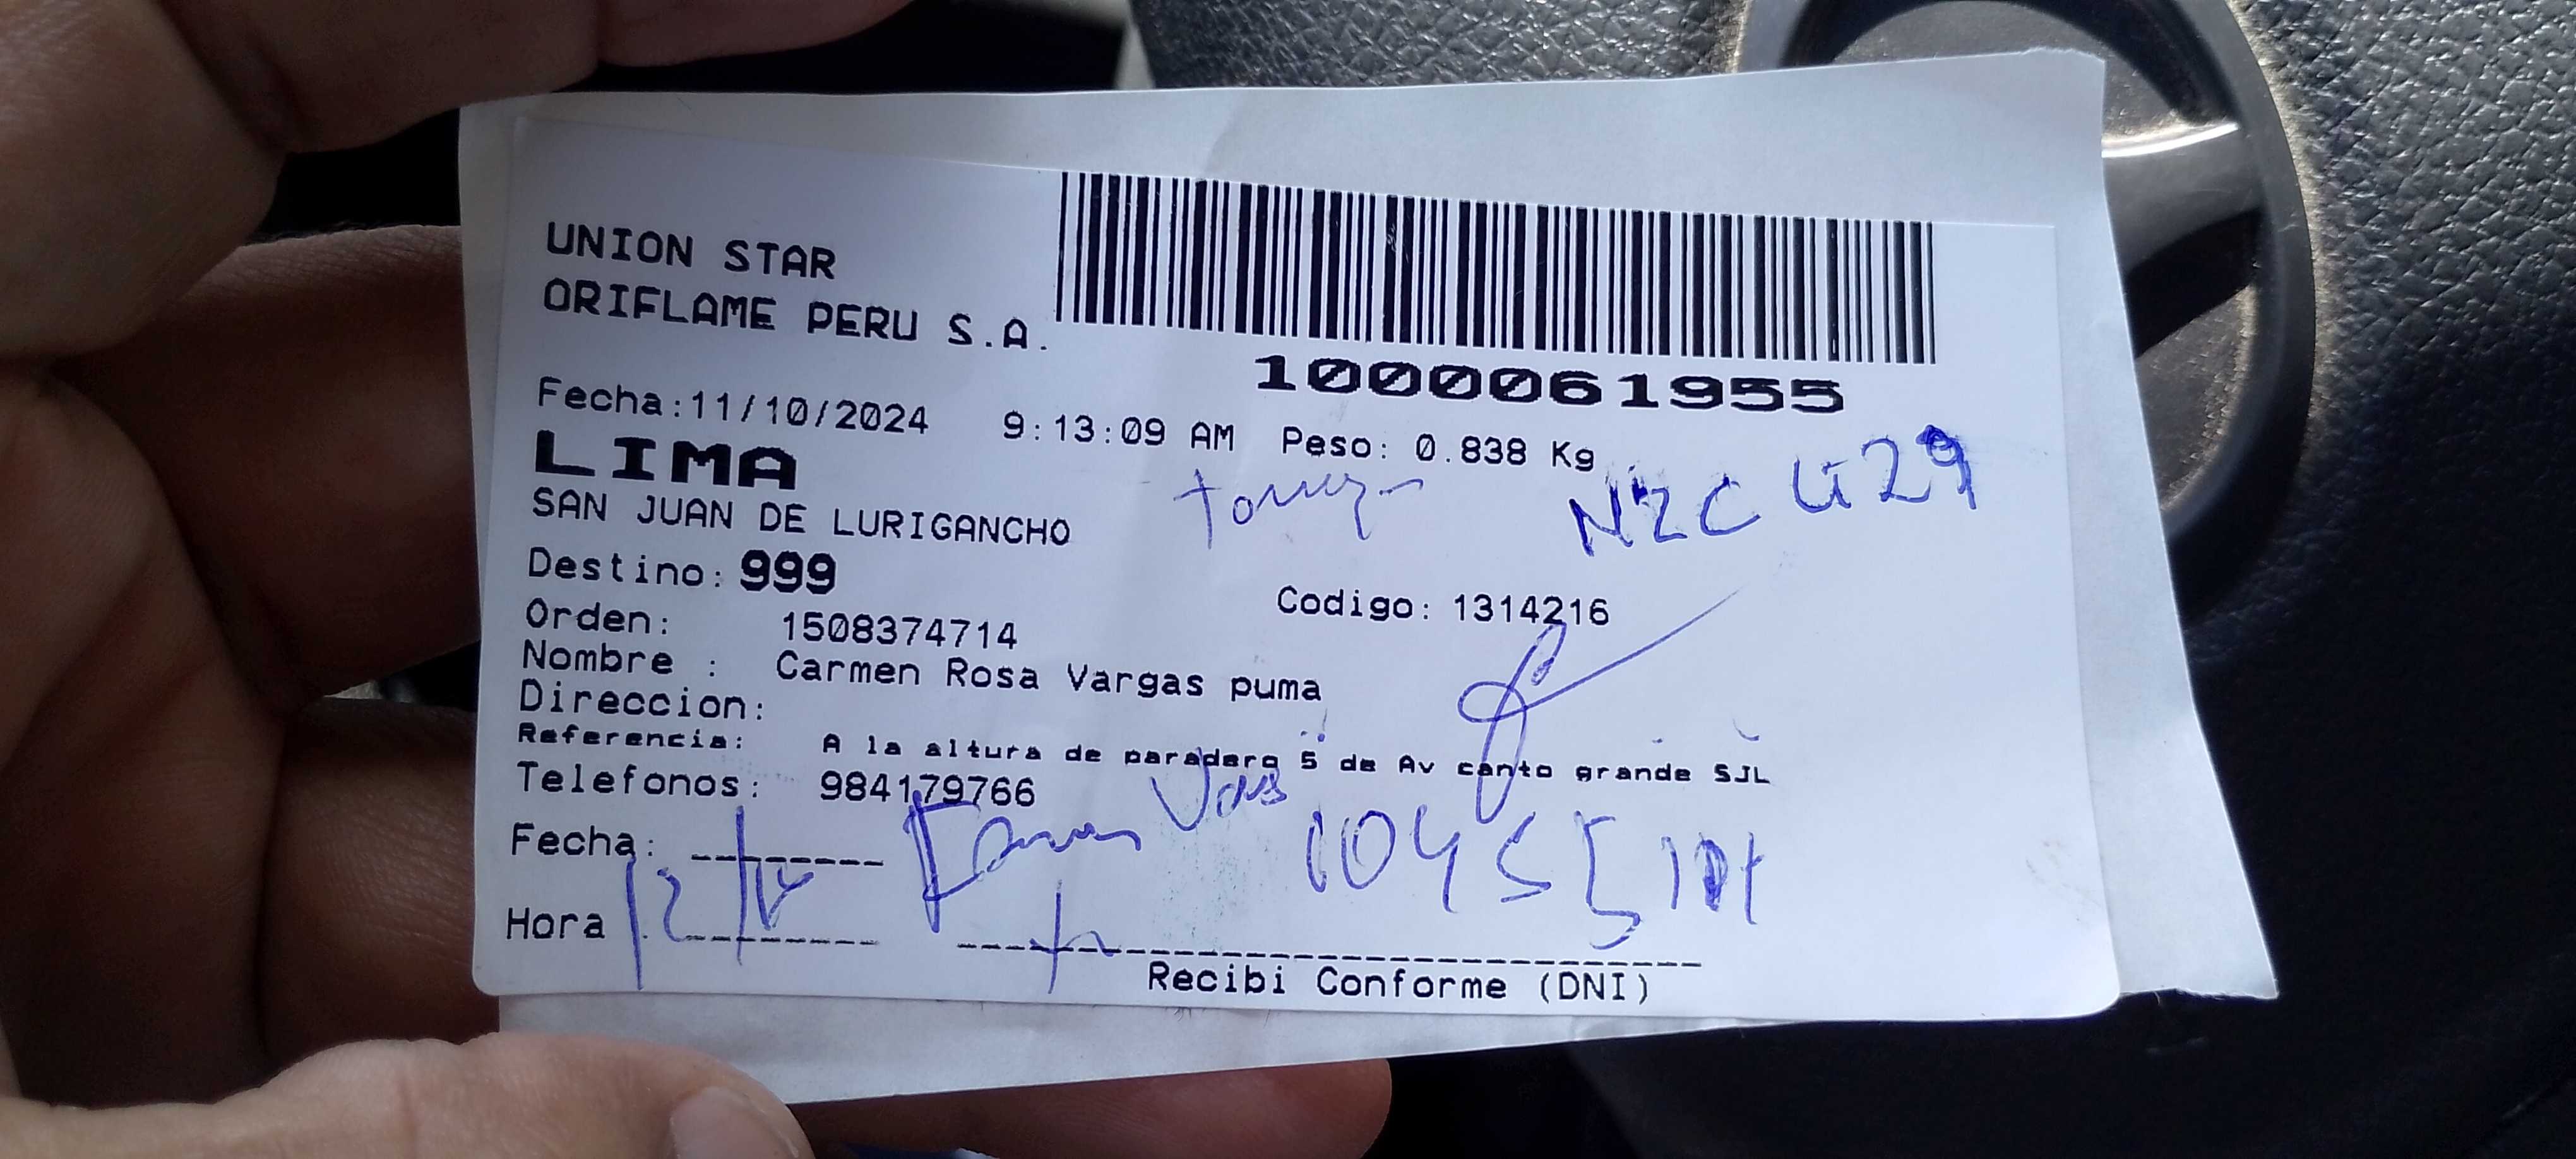 UNION STAR
ORIFLAME PERU S.A.
1000061955
Fecha:11/10/2024 9:13:09 AM Peso: 0.838 Kg
LIMA
SAN JUAN DE LURIGANCHO
Destino: 999
Orden: 1508374714 Codigo: 1314216
Nombre : Carmen Rosa Vargas puma
Direccion:
Referencia: A la altura de paradero 5 de Av canto grande SJL
Telefonos: 984179766
Fecha:
Hora
Recibi Conforme (DNI)